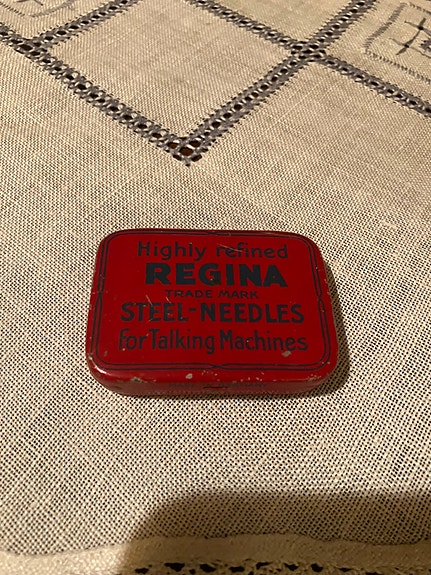 Highly refined
REGINA
TRADE MARK
STEEL-NEEDLES
for Talking Machines